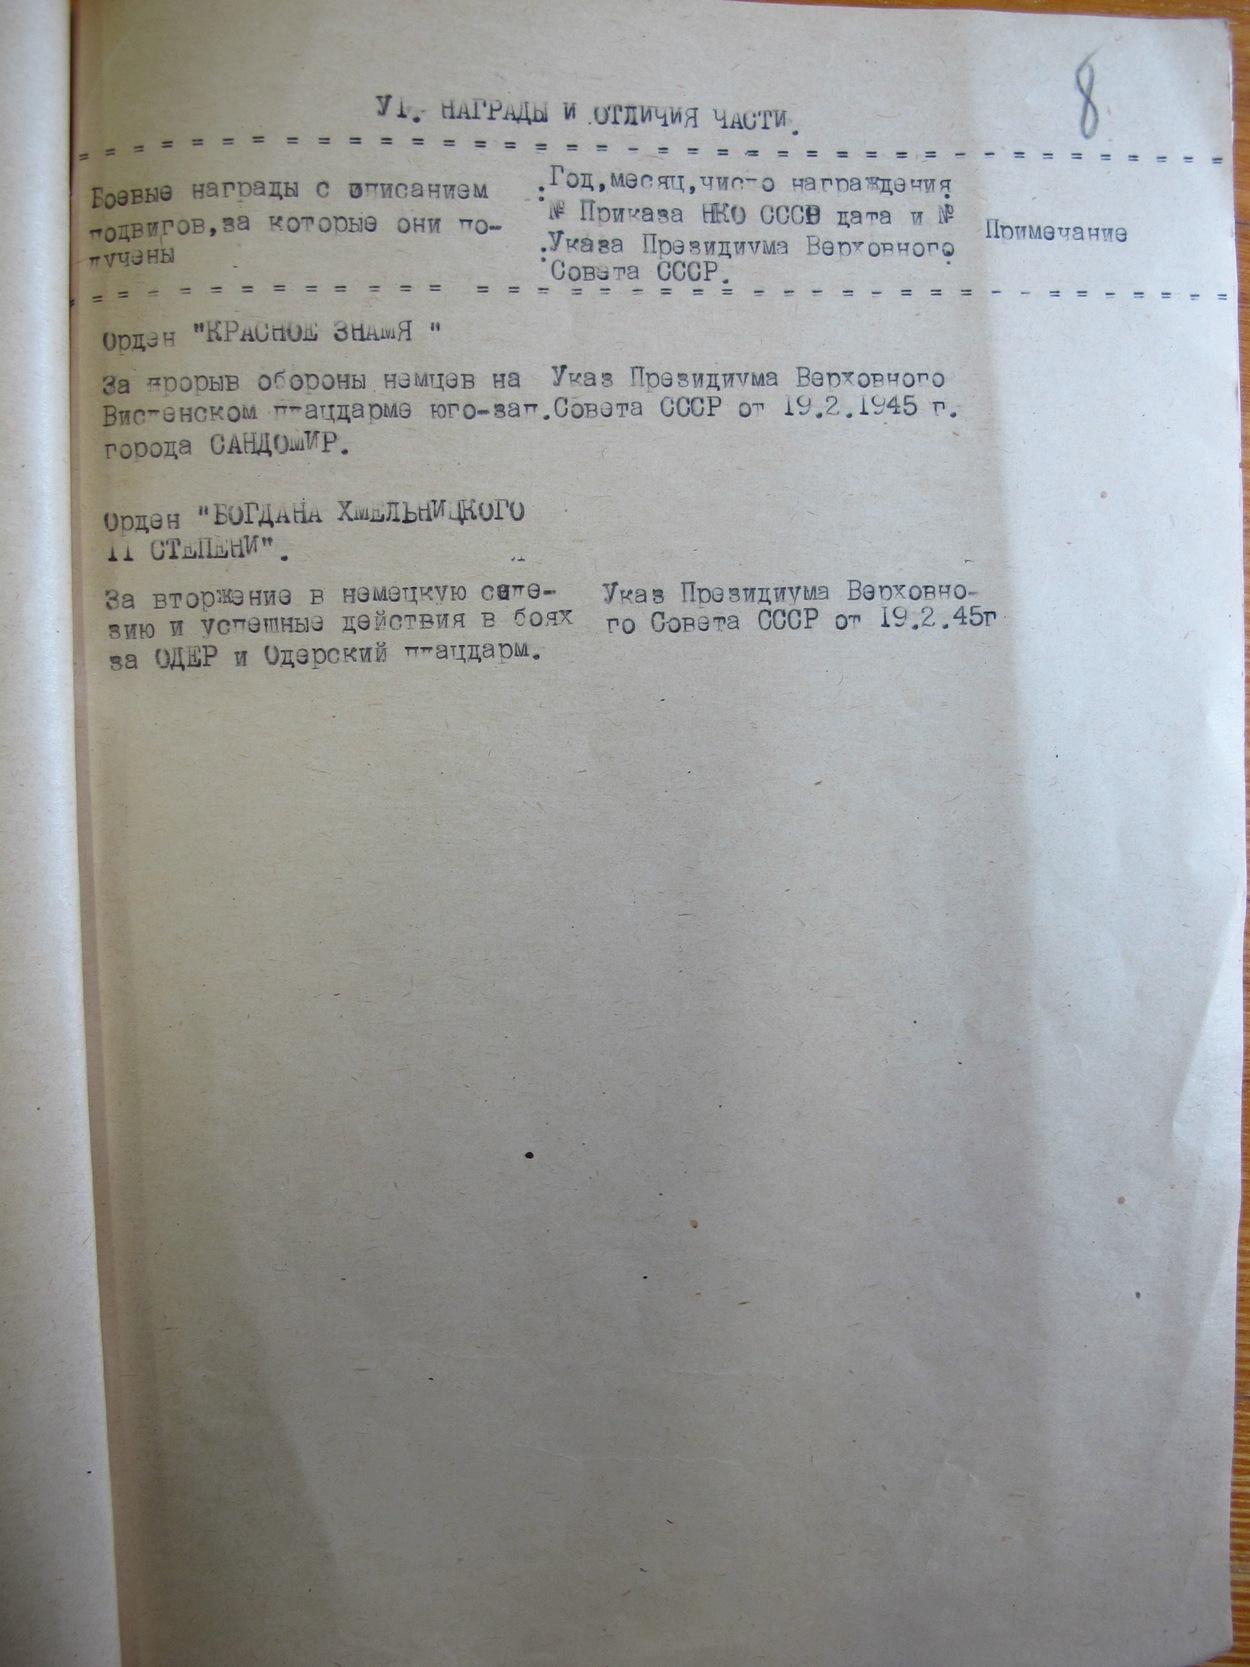 8
УI. НАГРАДЫ И ОТЛИЧИЯ ЧАСТИ.
Боевые награды с описанием
подвигов,за которые они по-
лучены
Год,месяц,число награждения
№ Приказа НКО СССР дата и №
Указа Президиума Верховного
Совета СССР.
Примечание
Орден "КРАСНОЕ ЗНАМЯ "
За прорыв обороны немцев на
Висленском плацдарме юго-зап.
города САНДОМИР.
Указ Президиума Верховного
Совета СССР от 19.2.1945 г.
Орден "БОГДАНА ХМЕЛЬНИЦКОГО
II СТЕПЕНИ".
За вторжение в немецкую силе-
зию и успешные действия в боях
за ОДЕР и Одерский плацдарм.
Указ Президиума Верховно-
го Совета СССР от 19.2.45г